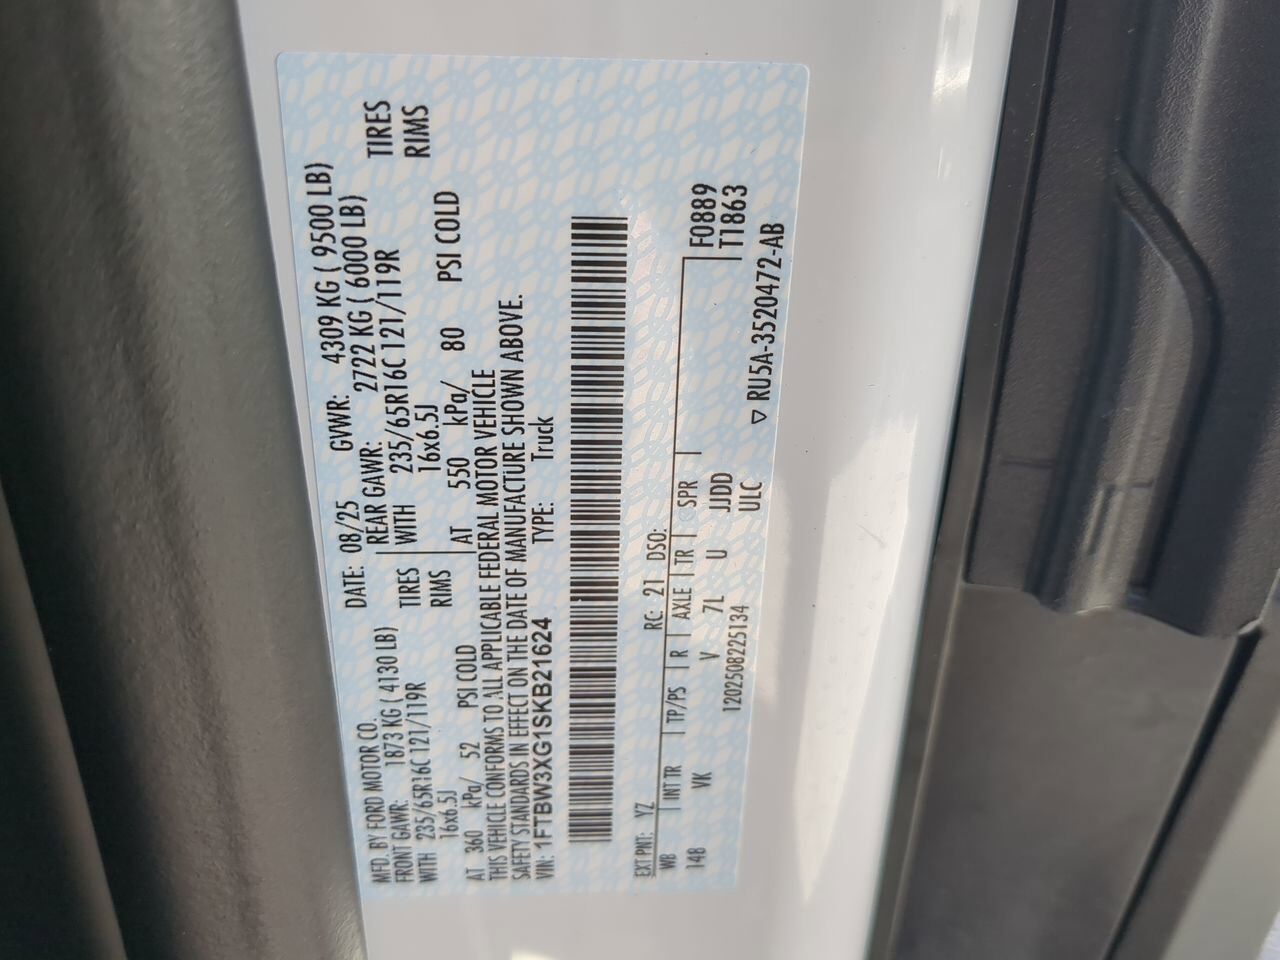 MFD. BY FORD MOTOR CO.
DATE: 08/25 GVWR: 4309 KG ( 9500 LB)
FRONT GAWR: 1873 KG ( 4130 LB)
REAR GAWR: 2722 KG ( 6000 LB)
WITH 235/65R16C 121/119R TIRES
WITH 235/65R16C 121/119R TIRES
16x6.5J RIMS
16x6.5J RIMS
AT 360 kPa/ 52 PSI COLD
AT 550 kPa/ 80 PSI COLD
THIS VEHICLE CONFORMS TO ALL APPLICABLE FEDERAL MOTOR VEHICLE
SAFETY STANDARDS IN EFFECT ON THE DATE OF MANUFACTURE SHOWN ABOVE.
VIN: 1FTBW3XG1SKB21624 TYPE: Truck
EXT PNT: YZ RC: 21 DSO:
WB INT TR TP/PS R AXLE TR SPR
148 VK V 7L U JJDD
F0889
T1863
1202508225134 ULC
▽ RU5A-3520472-AB